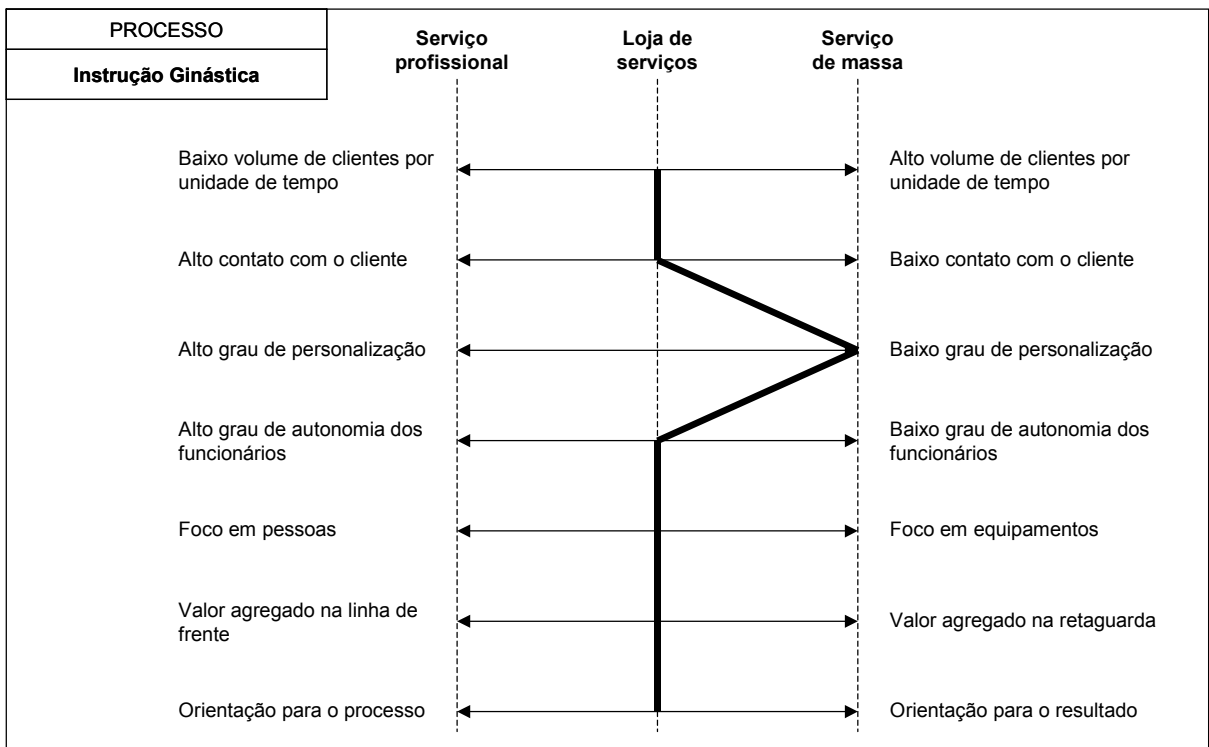 PROCESSO
Instrução Ginástica
Serviço
profissional
Loja de
serviços
Serviço
de massa
Baixo volume de clientes por
unidade de tempo
Alto volume de clientes por
unidade de tempo
Alto contato com o cliente
Baixo contato com o cliente
Alto grau de personalização
Baixo grau de personalização
Alto grau de autonomia dos
funcionários
Baixo grau de autonomia dos
funcionários
Foco em pessoas
Foco em equipamentos
Valor agregado na linha de
frente
Valor agregado na retaguarda
Orientação para o processo
Orientação para o resultado